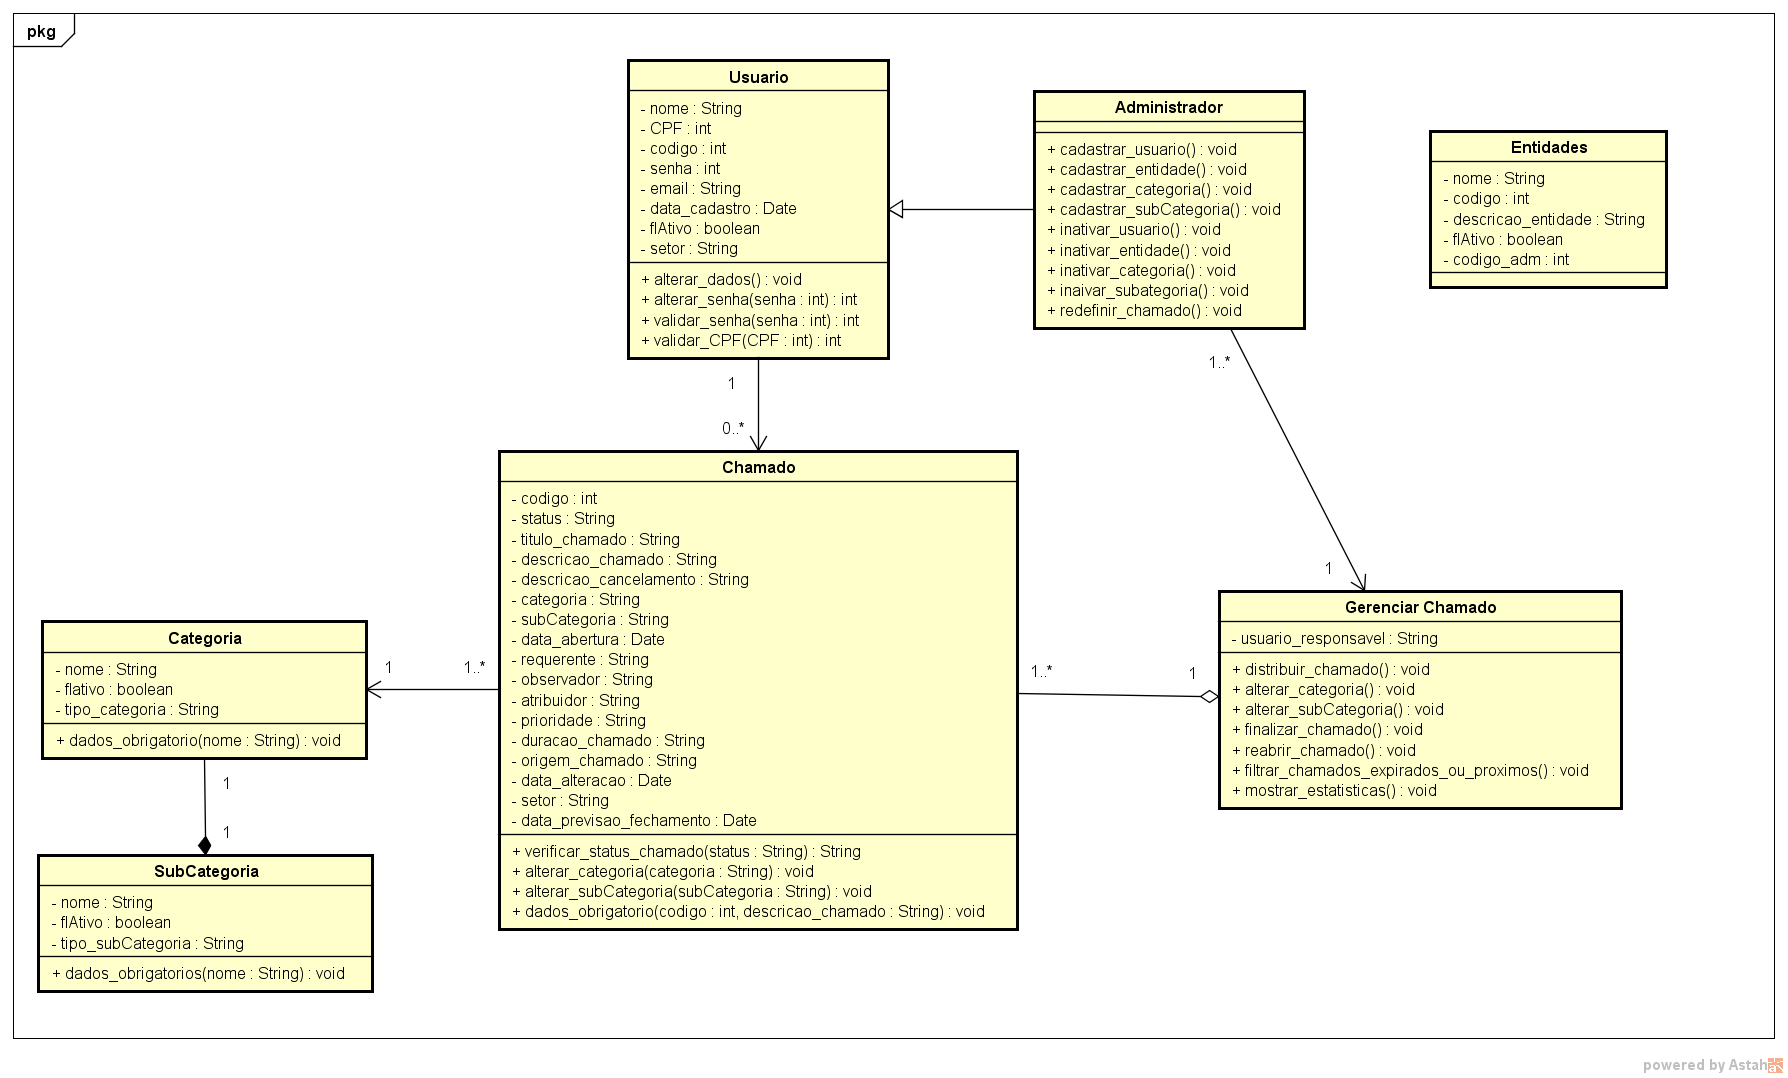 pkg
Usuario
- nome : String
- CPF : int
- codigo : int
- senha : int
- email : String
- data_cadastro : Date
- flAtivo : boolean
- setor : String
+ alterar_dados() : void
+ alterar_senha(senha : int) : int
+ validar_senha(senha : int) : int
+ validar_CPF(CPF : int) : int
Administrador
+ cadastrar_usuario() : void
+ cadastrar_entidade() : void
+ cadastrar_categoria() : void
+ cadastrar_subCategoria() : void
+ inativar_usuario() : void
+ inativar_entidade() : void
+ inativar_categoria() : void
+ inaivar_subategoria() : void
+ redefinir_chamado() : void
Entidades
- nome : String
- codigo : int
- descricao_entidade : String
- flAtivo : boolean
- codigo_adm : int
1
0..*
1..*
1
Chamado
- codigo : int
- status : String
- titulo_chamado : String
- descricao_chamado : String
- descricao_cancelamento : String
- categoria : String
- subCategoria : String
- data_abertura : Date
- requerente : String
- observador : String
- atribuidor : String
- prioridade : String
- duracao_chamado : String
- origem_chamado : String
- data_alteracao : Date
- setor : String
- data_previsao_fechamento : Date
+ verificar_status_chamado(status : String) : String
+ alterar_categoria(categoria : String) : void
+ alterar_subCategoria(subCategoria : String) : void
+ dados_obrigatorio(codigo : int, descricao_chamado : String) : void
Gerenciar Chamado
- usuario_responsavel : String
+ distribuir_chamado() : void
+ alterar_categoria() : void
+ alterar_subCategoria() : void
+ finalizar_chamado() : void
+ reabrir_chamado() : void
+ filtrar_chamados_expirados_ou_proximos() : void
+ mostrar_estatisticas() : void
1..*
1
Categoria
- nome : String
- flativo : boolean
- tipo_categoria : String
+ dados_obrigatorio(nome : String) : void
1
1..*
1
1
SubCategoria
- nome : String
- flAtivo : boolean
- tipo_subCategoria : String
+ dados_obrigatorios(nome : String) : void
powered by Astah